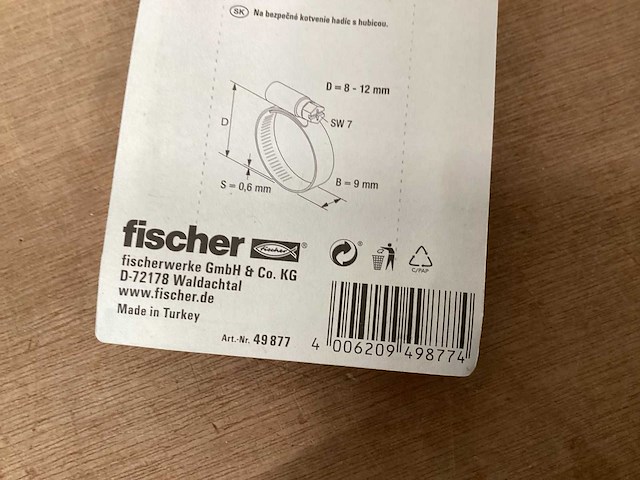 SK Na bezpečné kotvenie hadíc s hubicou.
D = 8 - 12 mm
D
SW 7
S = 0,6 mm
B = 9 mm
fischer
fischerwerke GmbH & Co. KG
D-72178 Waldachtal
www.fischer.de
Made in Turkey
C/PAP
Art.-Nr. 49877
4 006209 498774